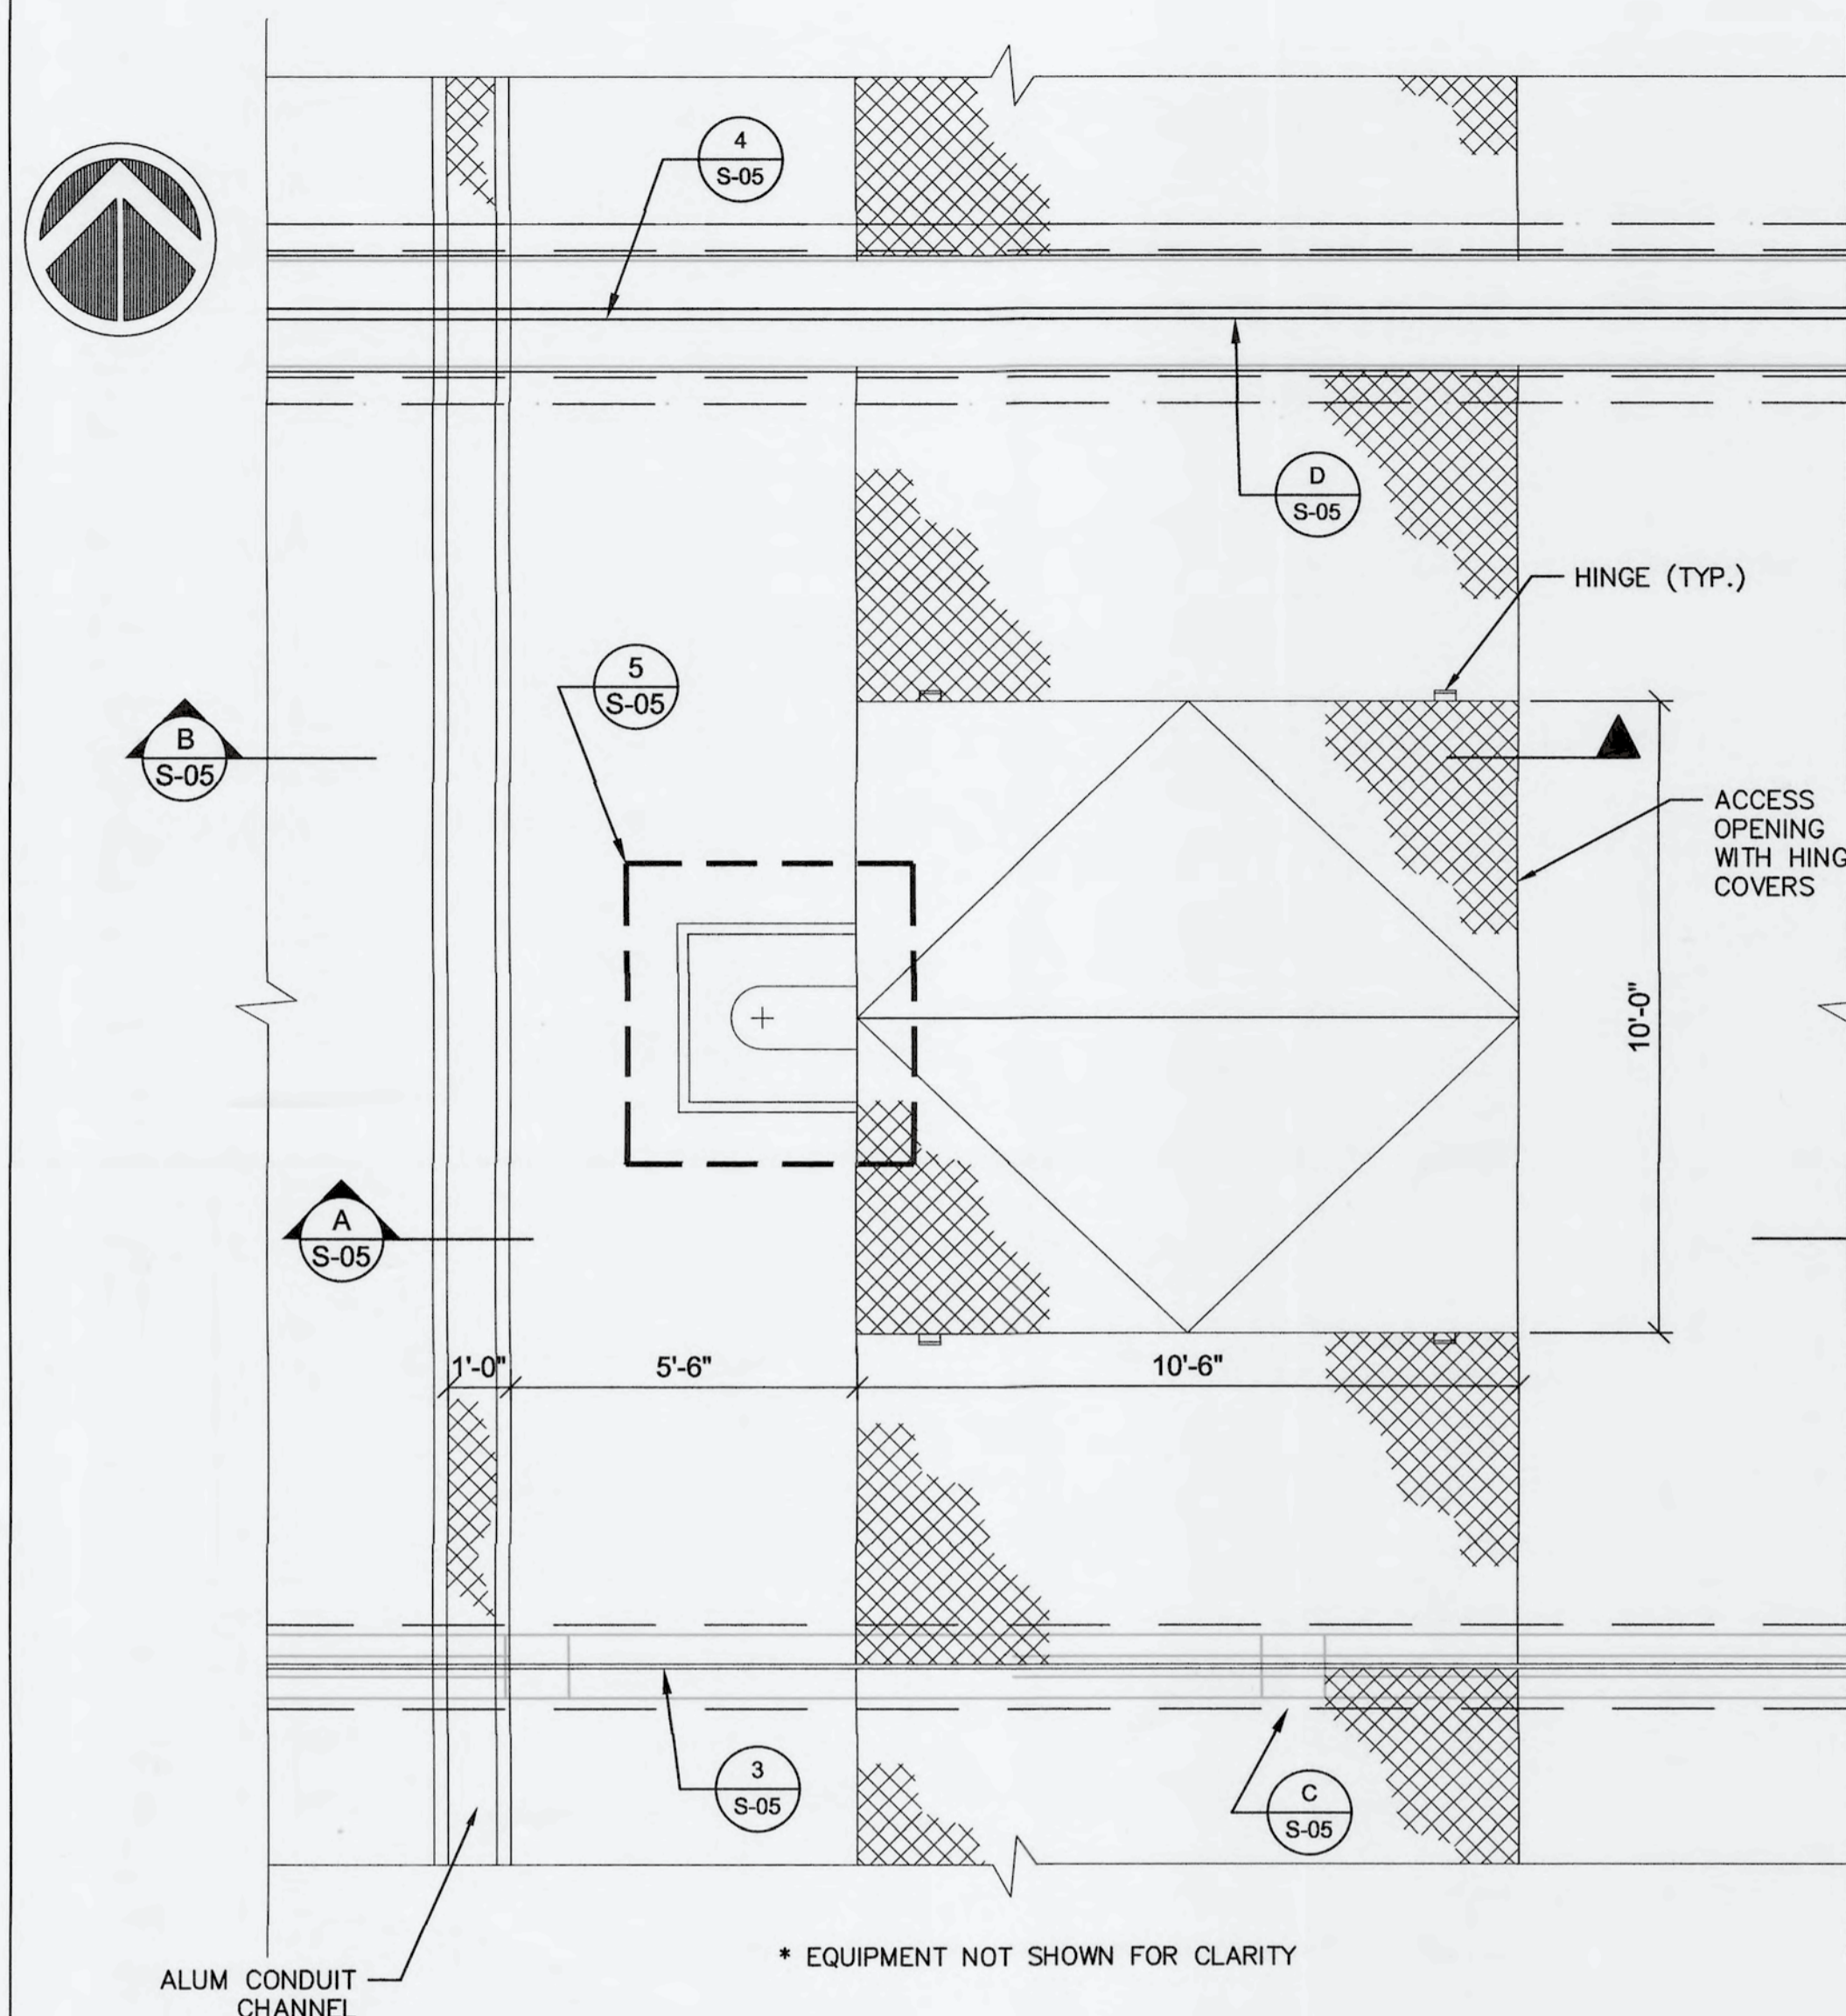 4
S-05
D
S-05
HINGE (TYP.)
5
S-05
B
S-05
ACCESS
OPENING
WITH HING
COVERS
10'-0"
A
S-05
1'-0"
5'-6"
10'-6"
3
S-05
C
S-05
* EQUIPMENT NOT SHOWN FOR CLARITY
ALUM CONDUIT
CHANNEL